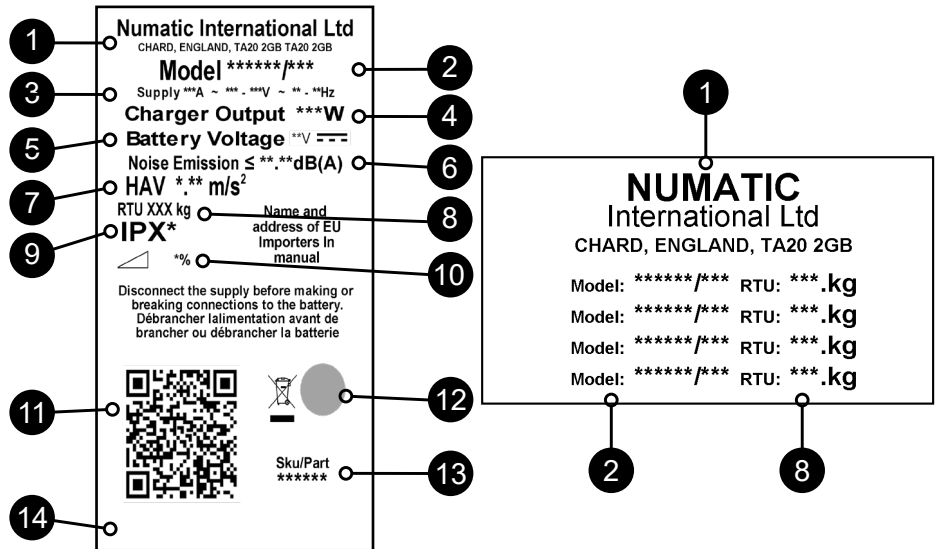 Numatic International Ltd
CHARD, ENGLAND, TA20 2GB TA20 2GB
Model ******/***
Supply ***A ~ *** - ***V ~ ** - **Hz
Charger Output ***W
Battery Voltage **V
Noise Emission ≤ **.**dB(A)
HAV *.** m/s²
RTU XXX kg
IPX*
Name and
address of EU
Importers In
manual
*%
Disconnect the supply before making or
breaking connections to the battery.
Débrancher lalimentation avant de
brancher ou débrancher la batterie
Sku/Part
******
1
2
3
4
5
6
7
8
9
10
11
12
13
14
1
NUMATIC
International Ltd
CHARD, ENGLAND, TA20 2GB
Model: ******/*** RTU: ***.kg
Model: ******/*** RTU: ***.kg
Model: ******/*** RTU: ***.kg
Model: ******/*** RTU: ***.kg
2
8